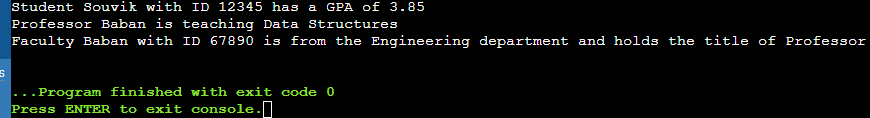 Student Souvik with ID 12345 has a GPA of 3.85
Professor Baban is teaching Data Structures
Faculty Baban with ID 67890 is from the Engineering department and holds the title of Professor
s
...Program finished with exit code 0
Press ENTER to exit console.